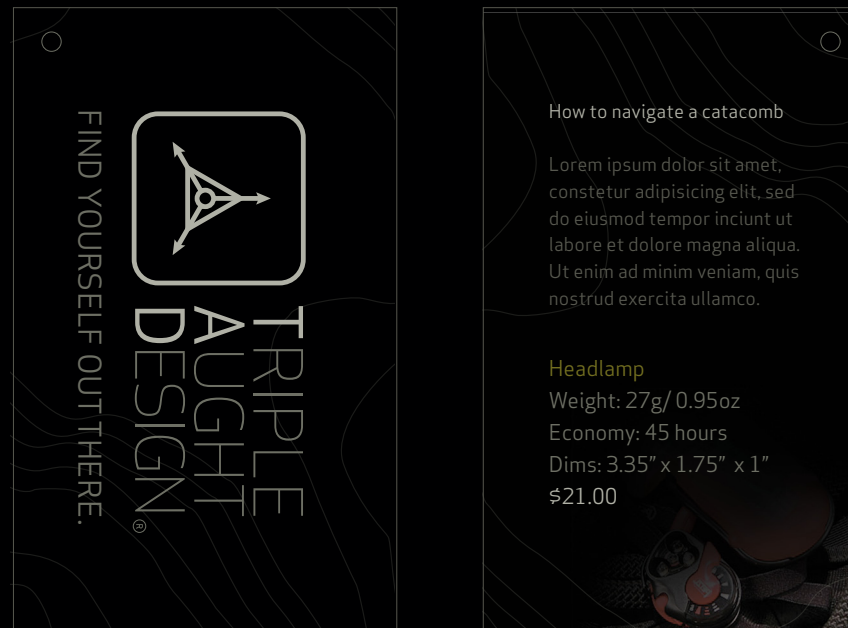 TRIPLE
AUGHT
DESIGN®
FIND YOURSELF OUT THERE.
How to navigate a catacomb
Lorem ipsum dolor sit amet,
constetur adipisicing elit, sed
do eiusmod tempor inciunt ut
labore et dolore magna aliqua.
Ut enim ad minim veniam, quis
nostrud exercita ullamco.
Headlamp
Weight: 27g/ 0.95oz
Economy: 45 hours
Dims: 3.35” x 1.75”  x 1”
$21.00